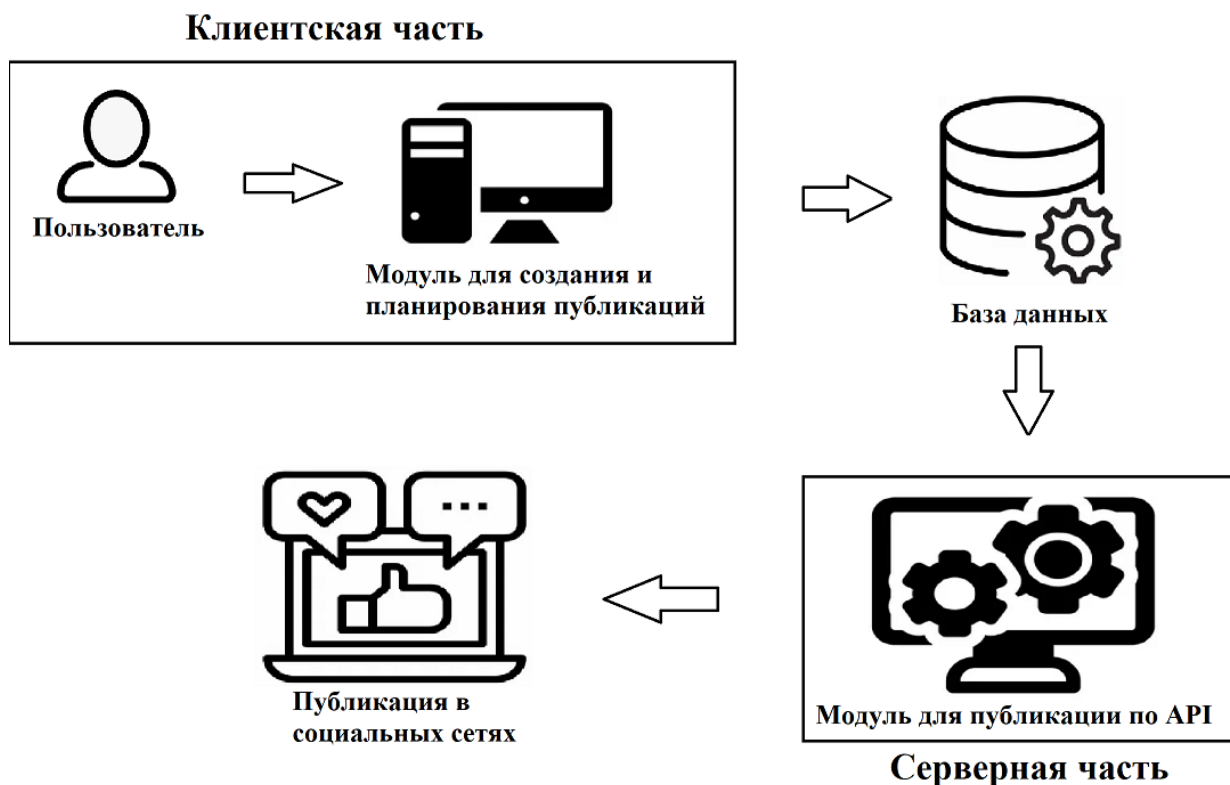 Клиентская часть
Пользователь
Модуль для создания и
планирования публикаций
База данных
Публикация в
социальных сетях
Модуль для публикации по API
Серверная часть